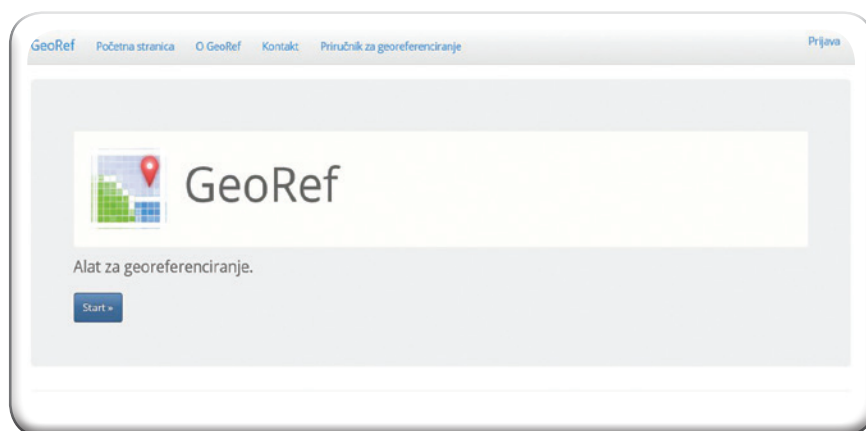 GeoRef Početna stranica O GeoRef Kontakt Priručnik za georeferenciranje Prijava
GeoRef
Alat za georeferenciranje.
Start »